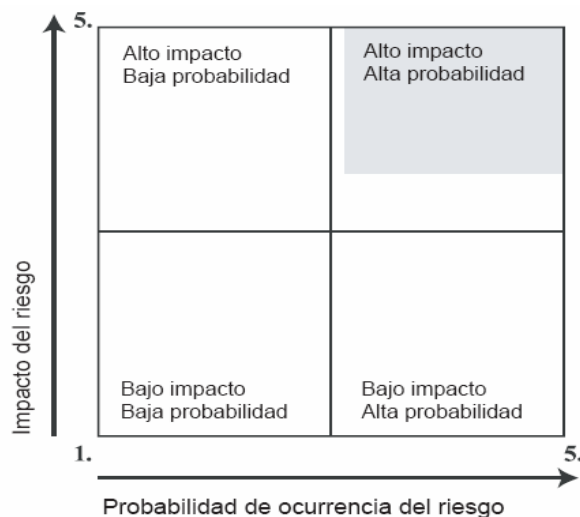 5.
Alto impacto
Baja probabilidad
Alto impacto
Alta probabilidad
Impacto del riesgo
Bajo impacto
Baja probabilidad
Bajo impacto
Alta probabilidad
1.
5.
Probabilidad de ocurrencia del riesgo